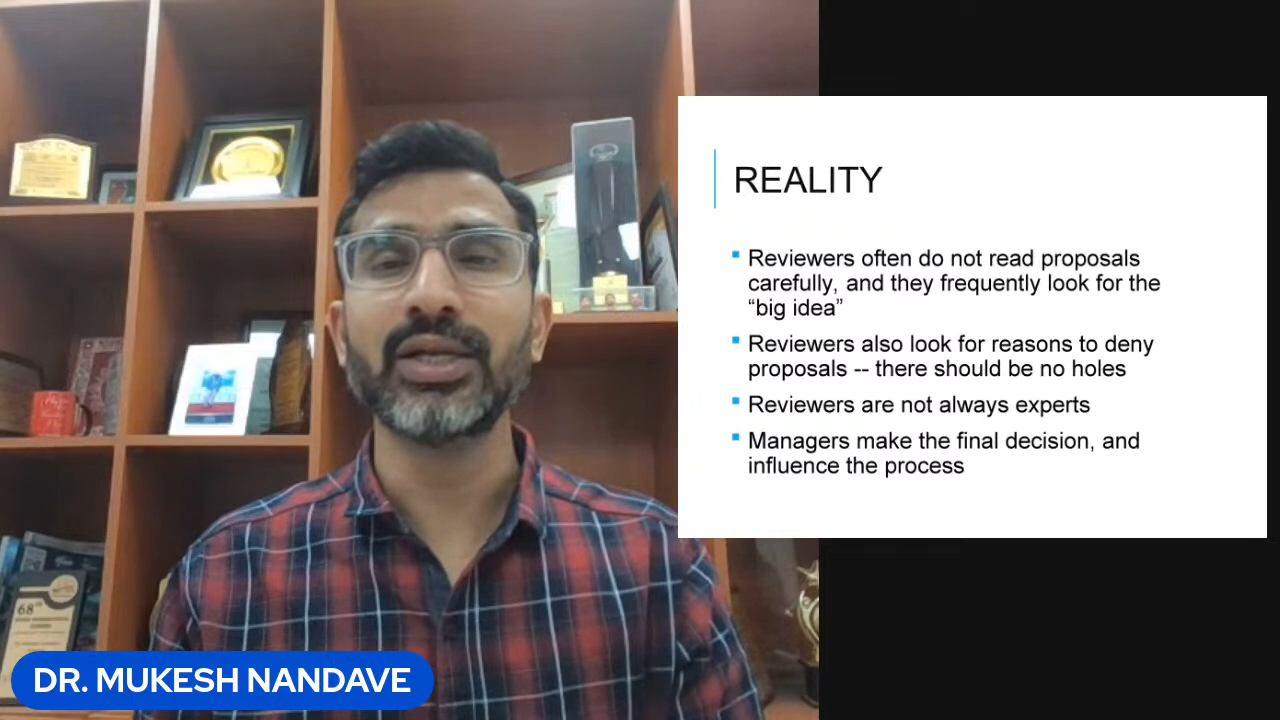 REALITY
Reviewers often do not read proposals
carefully, and they frequently look for the
“big idea”
Reviewers also look for reasons to deny
proposals -- there should be no holes
Reviewers are not always experts
Managers make the final decision, and
influence the process
68
DR. MUKESH NANDAVE